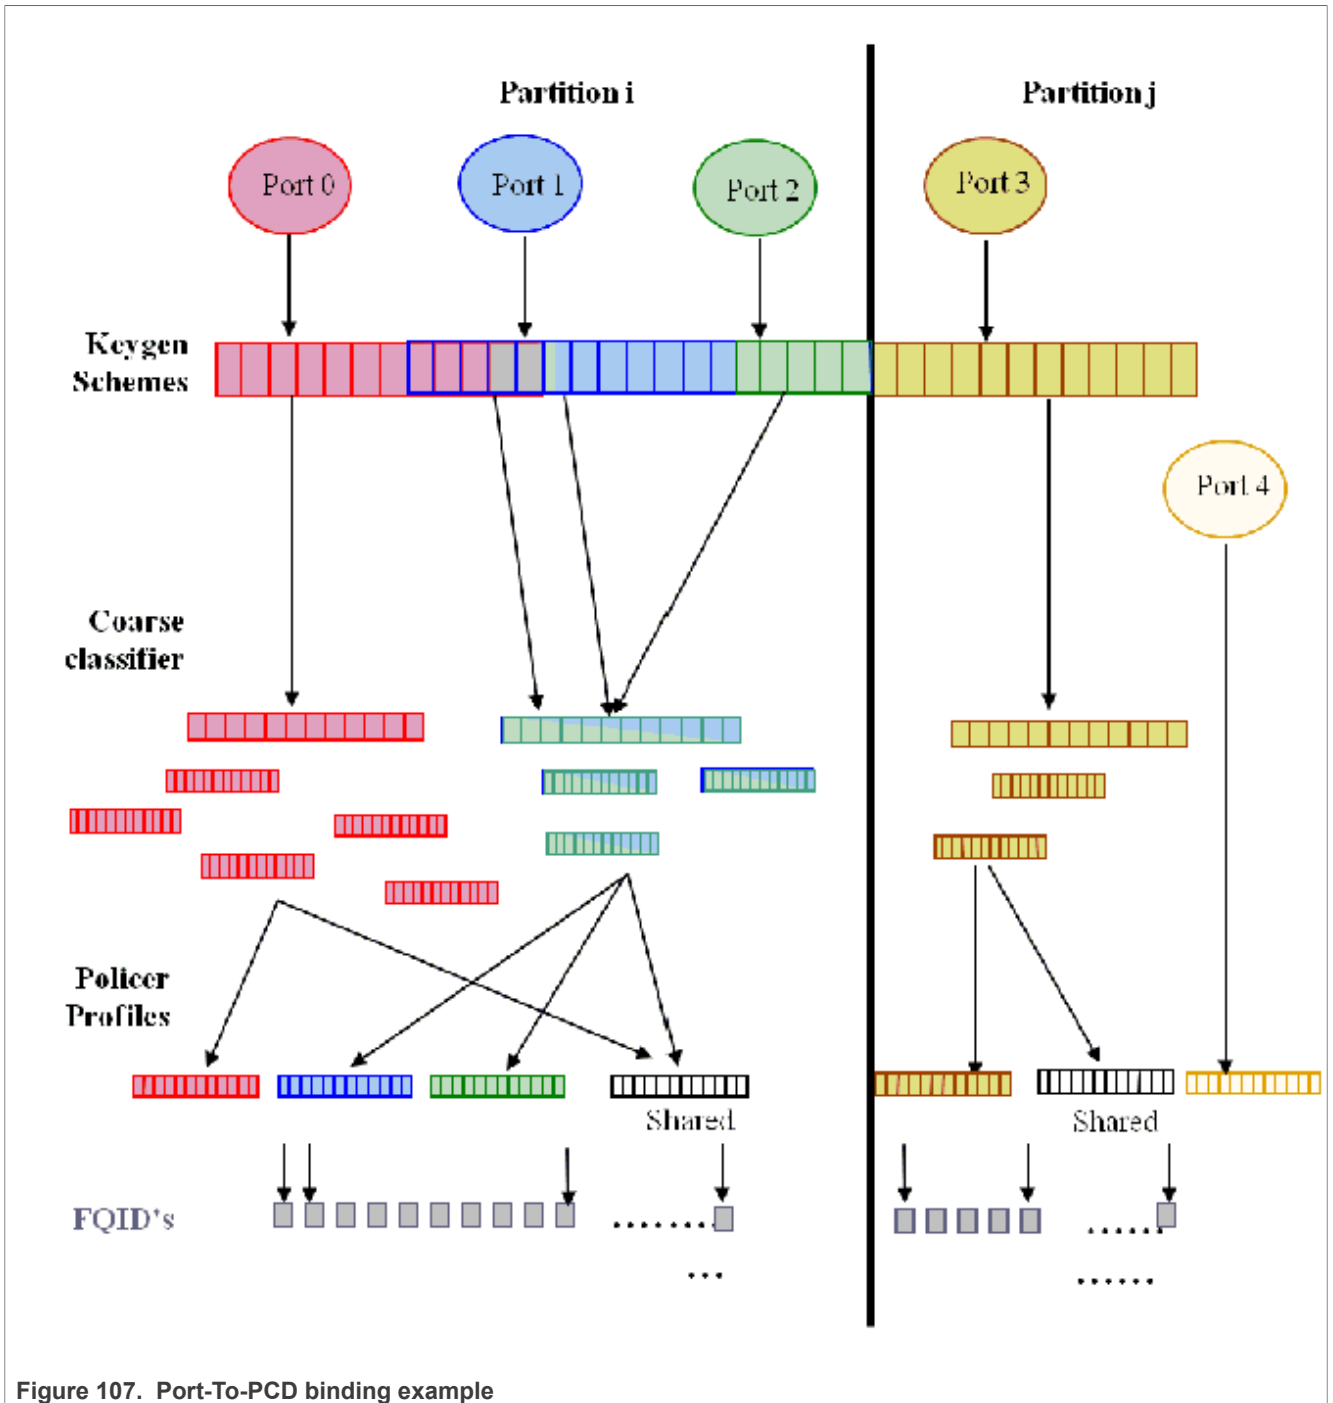 Partition i
Partition j
Port 0
Port 1
Port 2
Port 3
Keygen
Schemes
Port 4
Coarse
classifier
Policer
Profiles
Shared
Shared
FQID's
Figure 107. Port-To-PCD binding example